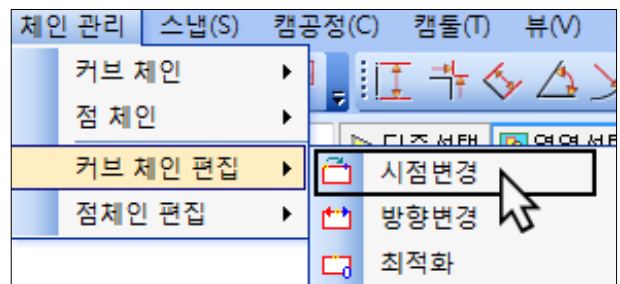 체인 관리 스냅(S) 캠공정(C) 캠툴(T) 뷰(V)
커브 체인
점 체인
커브 체인 편집
시점변경
점체인 편집
방향변경
최적화